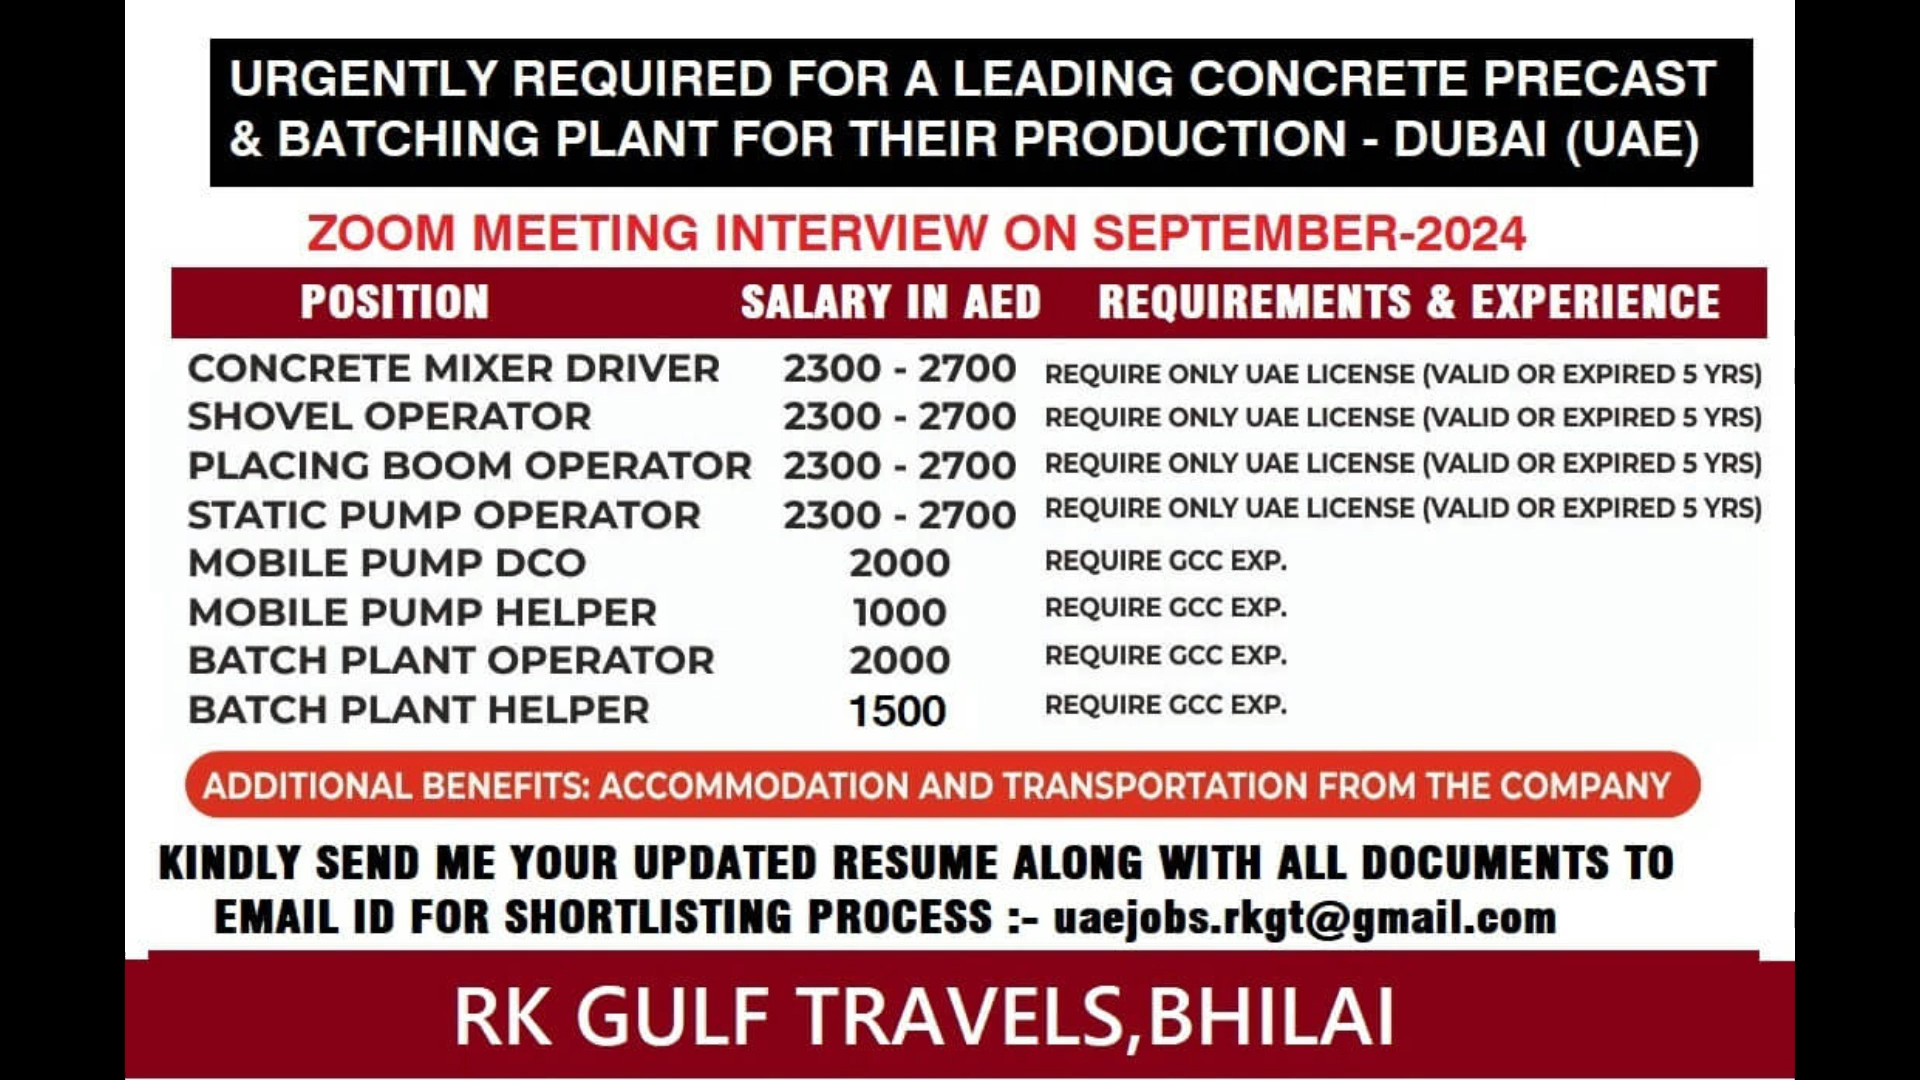 URGENTLY REQUIRED FOR A LEADING CONCRETE PRECAST
& BATCHING PLANT FOR THEIR PRODUCTION - DUBAI (UAE)
ZOOM MEETING INTERVIEW ON SEPTEMBER-2024
POSITION SALARY IN AED REQUIREMENTS & EXPERIENCE
CONCRETE MIXER DRIVER 2300 - 2700 REQUIRE ONLY UAE LICENSE (VALID OR EXPIRED 5 YRS)
SHOVEL OPERATOR 2300 - 2700 REQUIRE ONLY UAE LICENSE (VALID OR EXPIRED 5 YRS)
PLACING BOOM OPERATOR 2300 - 2700 REQUIRE ONLY UAE LICENSE (VALID OR EXPIRED 5 YRS)
STATIC PUMP OPERATOR 2300 - 2700 REQUIRE ONLY UAE LICENSE (VALID OR EXPIRED 5 YRS)
MOBILE PUMP DCO 2000 REQUIRE GCC EXP.
MOBILE PUMP HELPER 1000 REQUIRE GCC EXP.
BATCH PLANT OPERATOR 2000 REQUIRE GCC EXP.
BATCH PLANT HELPER 1500 REQUIRE GCC EXP.
ADDITIONAL BENEFITS: ACCOMMODATION AND TRANSPORTATION FROM THE COMPANY
KINDLY SEND ME YOUR UPDATED RESUME ALONG WITH ALL DOCUMENTS TO
EMAIL ID FOR SHORTLISTING PROCESS :- uaejobs.rkgt@gmail.com
RK GULF TRAVELS,BHILAI